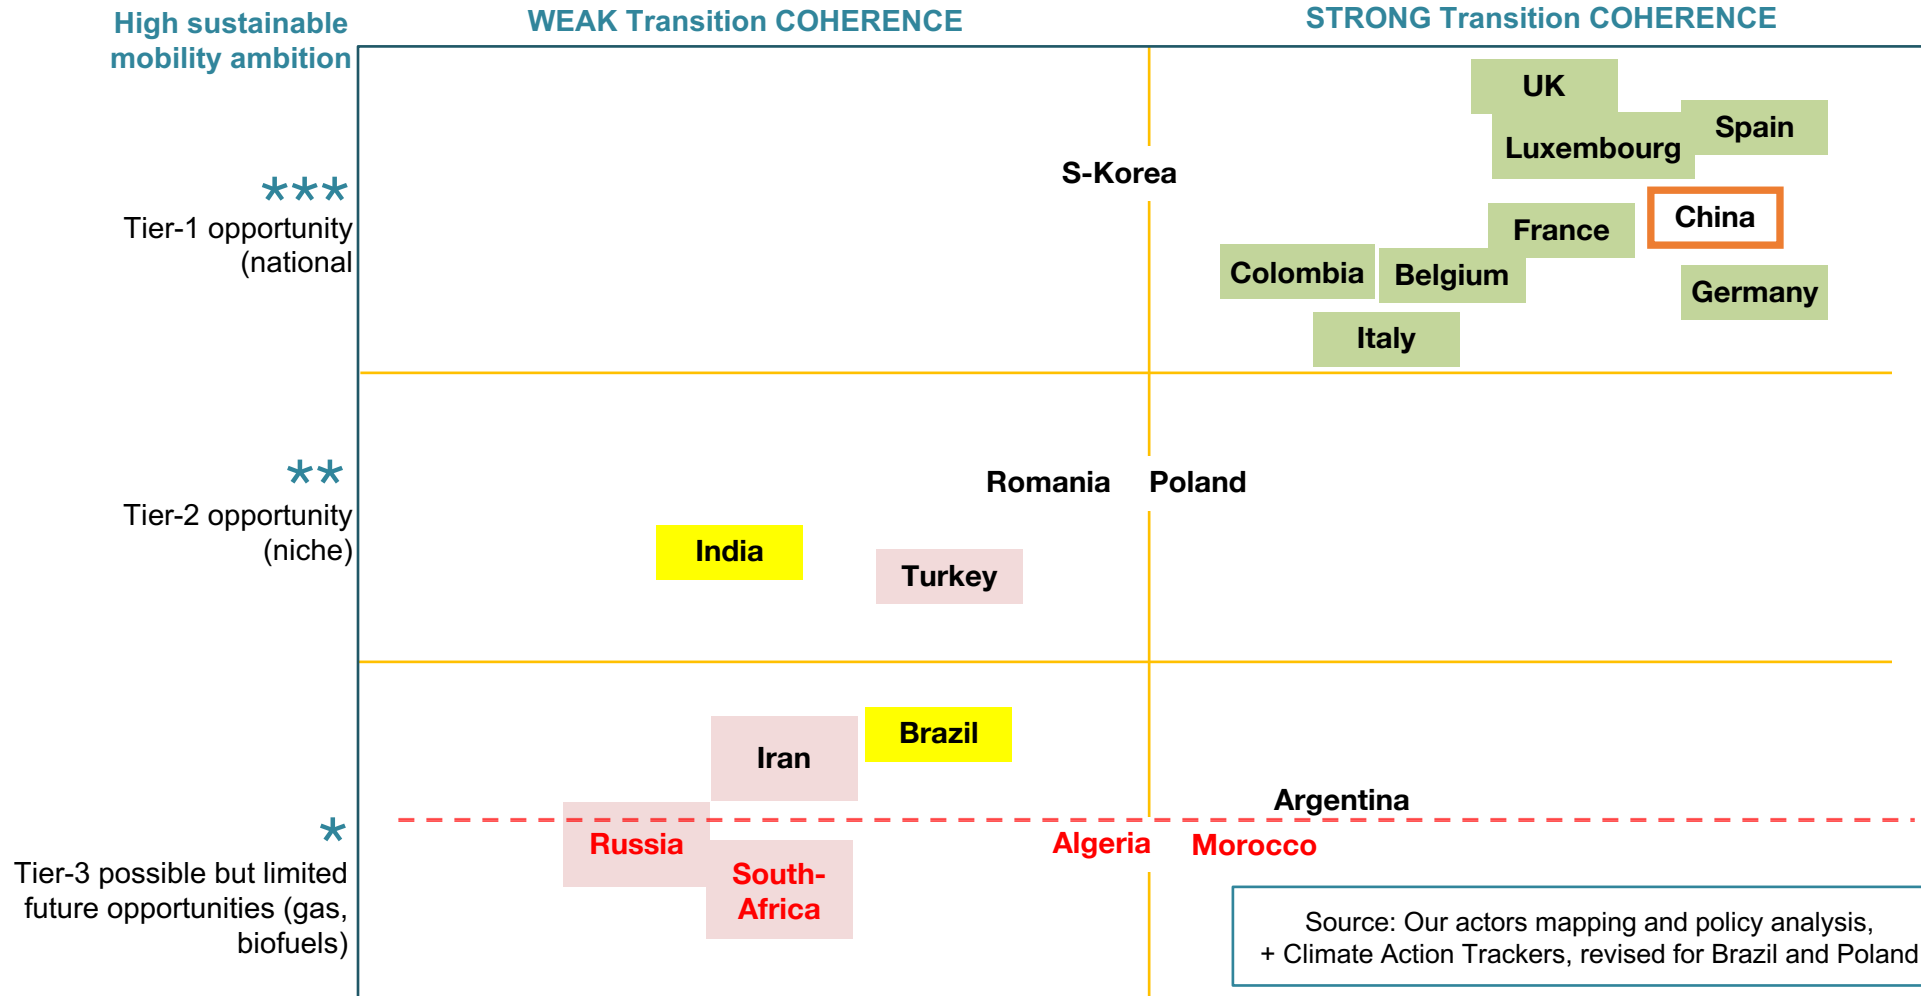 High sustainable
mobility ambition
WEAK Transition COHERENCE
STRONG Transition COHERENCE
UK
Spain
Luxembourg
S-Korea
***
Tier-1 opportunity
(national
China
France
Colombia
Belgium
Germany
Italy
**
Tier-2 opportunity
(niche)
Romania
Poland
India
Turkey
Brazil
Iran
Argentina
*
Tier-3 possible but limited
future opportunities (gas,
biofuels)
Russia
Algeria
Morocco
South-
Africa
Source: Our actors mapping and policy analysis,
+ Climate Action Trackers, revised for Brazil and Poland